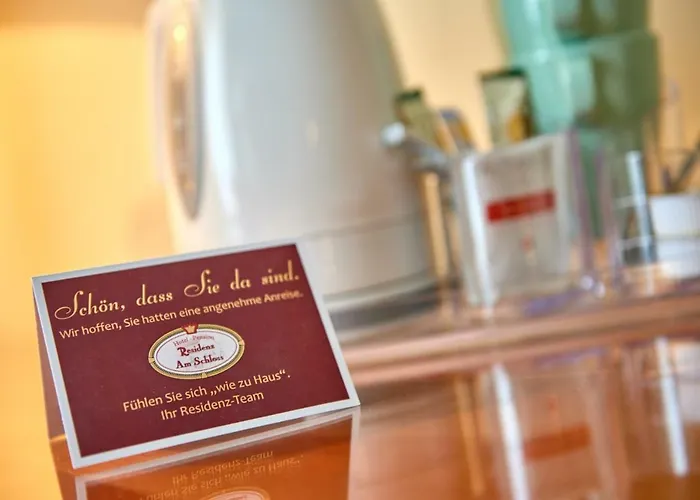 Schön, dass Sie da sind.
Wir hoffen, Sie hatten eine angenehme Anreise.
Hotel-Pension
Residenz
Am Schloss
Fühlen Sie sich „wie zu Haus“.
Ihr Residenz-Team